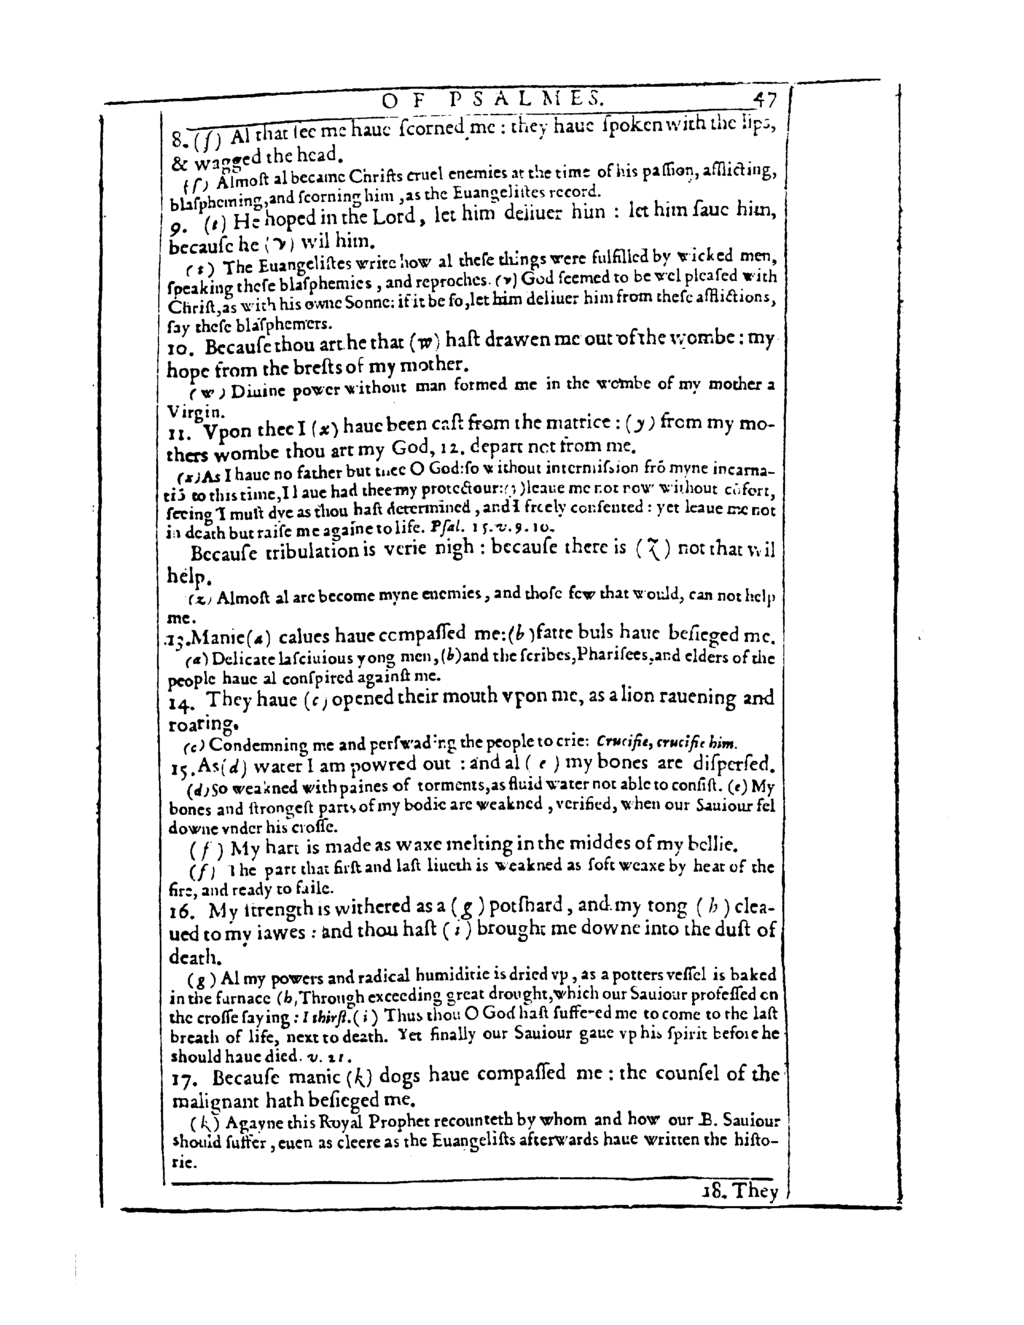 OF PSALMES. 47
8. (ſ) Al that ſee me haue ſcorned me : they haue ſpoken with the lips,
& wagged the head.
(ſ) Almoſt al became Chriſts cruel enemies at the time of his paſſion, afflicting,
blaſpheming, and ſcorning him, as the Euangeliſtes record.
9. (t) He hoped in the Lord, let him deliuer him : let him ſaue him,
becauſe he (v) wil him.
(t) The Euangeliſtes write how al theſe things were fulfilled by wicked men,
ſpeaking theſe blaſphemies, and reproches. (v) God ſeemed to be wel pleaſed with
Chriſt, as with his owne Sonne: if it be ſo, let him deliuer him from theſe afflictions,
ſay theſe blaſphemers.
10. Becauſe thou art he that (w) haſt drawen me out of the wombe : my
hope from the breſts of my mother.
(w) Diuine power without man formed me in the wombe of my mother a
Virgin.
11. Vpon thee I (x) haue been caſt from the matrice : (y) from my mo-
thers wombe thou art my God, 12. depart not from me.
(x) As I haue no father but thee O God: ſo without intermiſsion frō myne incarna-
tiō to this time, I haue had thee my protectour: (y) leaue me not now without cōfort,
ſeeing I muſt dye as thou haſt determined, and I freely conſented : yet leaue me not
in death but raiſe me againe to life. Pſal. 15. v. 9. 10.
Becauſe tribulation is verie nigh : becauſe there is (z) not that wil
help.
(z) Almoſt al are become myne enemies, and thoſe few that would, can not help
me.
13. Manie (a) calues haue compaſſed me: (b) fatte buls haue beſieged me.
(a) Delicate laſciuious yong men, (b) and the ſcribes, Phariſees, and elders of the
people haue al conſpired againſt me.
14. They haue (c) opened their mouth vpon me, as a lion rauening and
roaring.
(c) Condemning me and perſwading the people to crie: Crucifie, crucifie him.
15. As (d) water I am powred out : and al (e) my bones are diſperſed.
(d) So weakned with paines of torments, as fluid water not able to conſiſt. (e) My
bones and ſtrongeſt parts of my bodie are weakned, verified, when our Sauiour fel
downe vnder his croſſe.
(f) My hart is made as waxe melting in the middes of my bellie.
(f) The part that firſt and laſt liueth is weakned as ſoft weaxe by heat of the
fire, and ready to faile.
16. My ſtrength is withered as a (g) potſhard, and my tong (h) clea-
ued to my iawes : and thou haſt (i) brought me downe into the duſt of
death.
(g) Al my powers and radical humiditie is dried vp, as a potters veſſel is baked
in the furnace (h) Through exceeding great drought, which our Sauiour profeſſed on
the croſſe ſaying : I thirſt. (i) Thus thou O God haſt ſuffered me to come to the laſt
breath of life, next to death. Yet finally our Sauiour gaue vp his ſpirit before he
should haue died. v. 21.
17. Becauſe manie (k) dogs haue compaſſed me : the counſel of the
malignant hath beſieged me.
(k) Agayne this Royal Prophet recounteth by whom and how our B. Sauiour
should ſuffer, euen as cleere as the Euangeliſts afterwards haue written the hiſto-
rie.
18. They